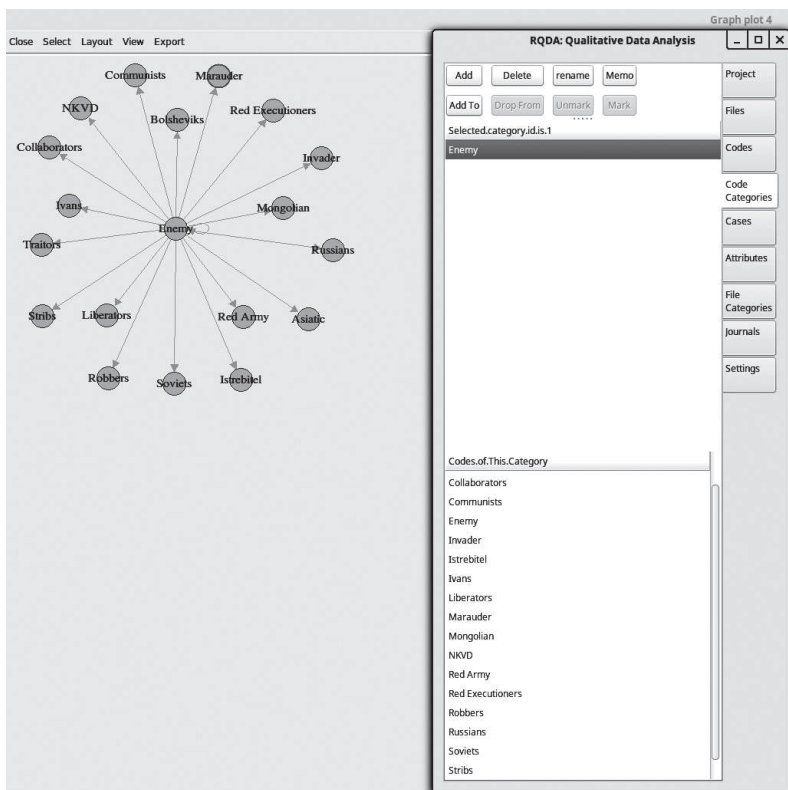 Graph plot 4
Close Select Layout View Export
Communists
Marauder
NKVD
Bolsheviks
Red Executioners
Collaborators
Invader
Ivans
Mongolian
Enemy
Traitors
Russians
Stribs
Liberators
Red Army
Asiatic
Robbers
Soviets
Istrebitel
RQDA: Qualitative Data Analysis
Add Delete rename Memo
Add To Drop From Unmark Mark
Selected.category.id.is.1
Enemy
Codes.of.This.Category
Collaborators
Communists
Enemy
Invader
Istrebitel
Ivans
Liberators
Marauder
Mongolian
NKVD
Red Army
Red Executioners
Robbers
Russians
Soviets
Stribs
Project
Files
Codes
Code
Categories
Cases
Attributes
File
Categories
Journals
Settings